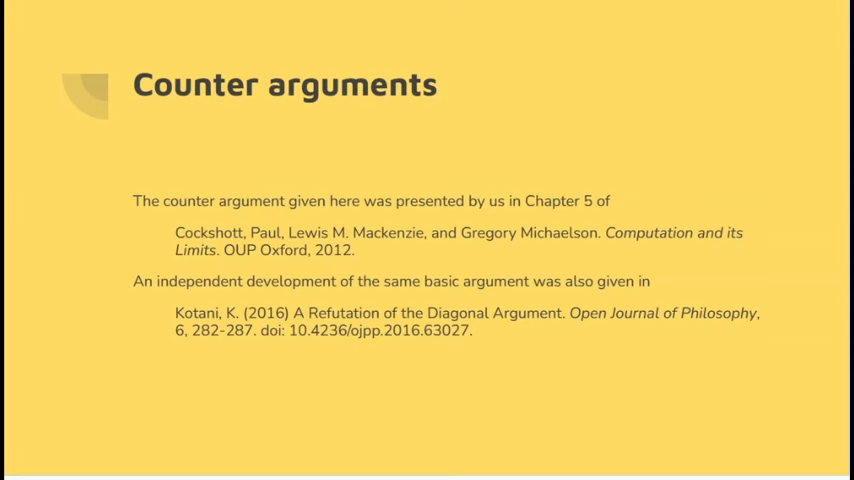 Counter arguments
The counter argument given here was presented by us in Chapter 5 of
Cockshott, Paul, Lewis M. Mackenzie, and Gregory Michaelson. Computation and its
Limits. OUP Oxford, 2012.
An independent development of the same basic argument was also given in
Kotani, K. (2016) A Refutation of the Diagonal Argument. Open Journal of Philosophy,
6, 282-287. doi: 10.4236/ojpp.2016.63027.